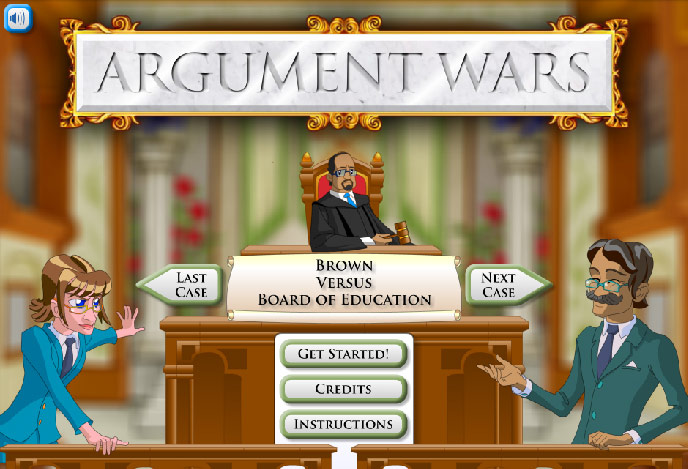 ARGUMENT WARS
BROWN
VERSUS
BOARD OF EDUCATION
LAST
CASE
NEXT
CASE
GET STARTED!
CREDITS
INSTRUCTIONS